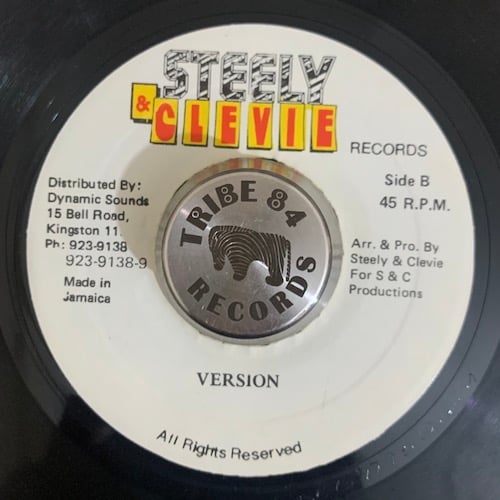 STEELY
& CLEVIE
RECORDS
Distributed By:
Dynamic Sounds
15 Bell Road,
Kingston 11.
Ph: 923-9138
923-9138-9
Made in
Jamaica
Side B
45 R.P.M.
TRIBE 84
RECORDS
Arr. & Pro. By
Steely & Clevie
For S & C
Productions
VERSION
All Rights Reserved